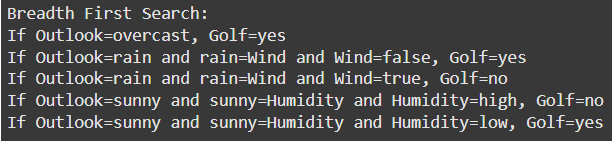 Breadth First Search:
If Outlook=overcast, Golf=yes
If Outlook=rain and rain=Wind and Wind=false, Golf=yes
If Outlook=rain and rain=Wind and Wind=true, Golf=no
If Outlook=sunny and sunny=Humidity and Humidity=high, Golf=no
If Outlook=sunny and sunny=Humidity and Humidity=low, Golf=yes